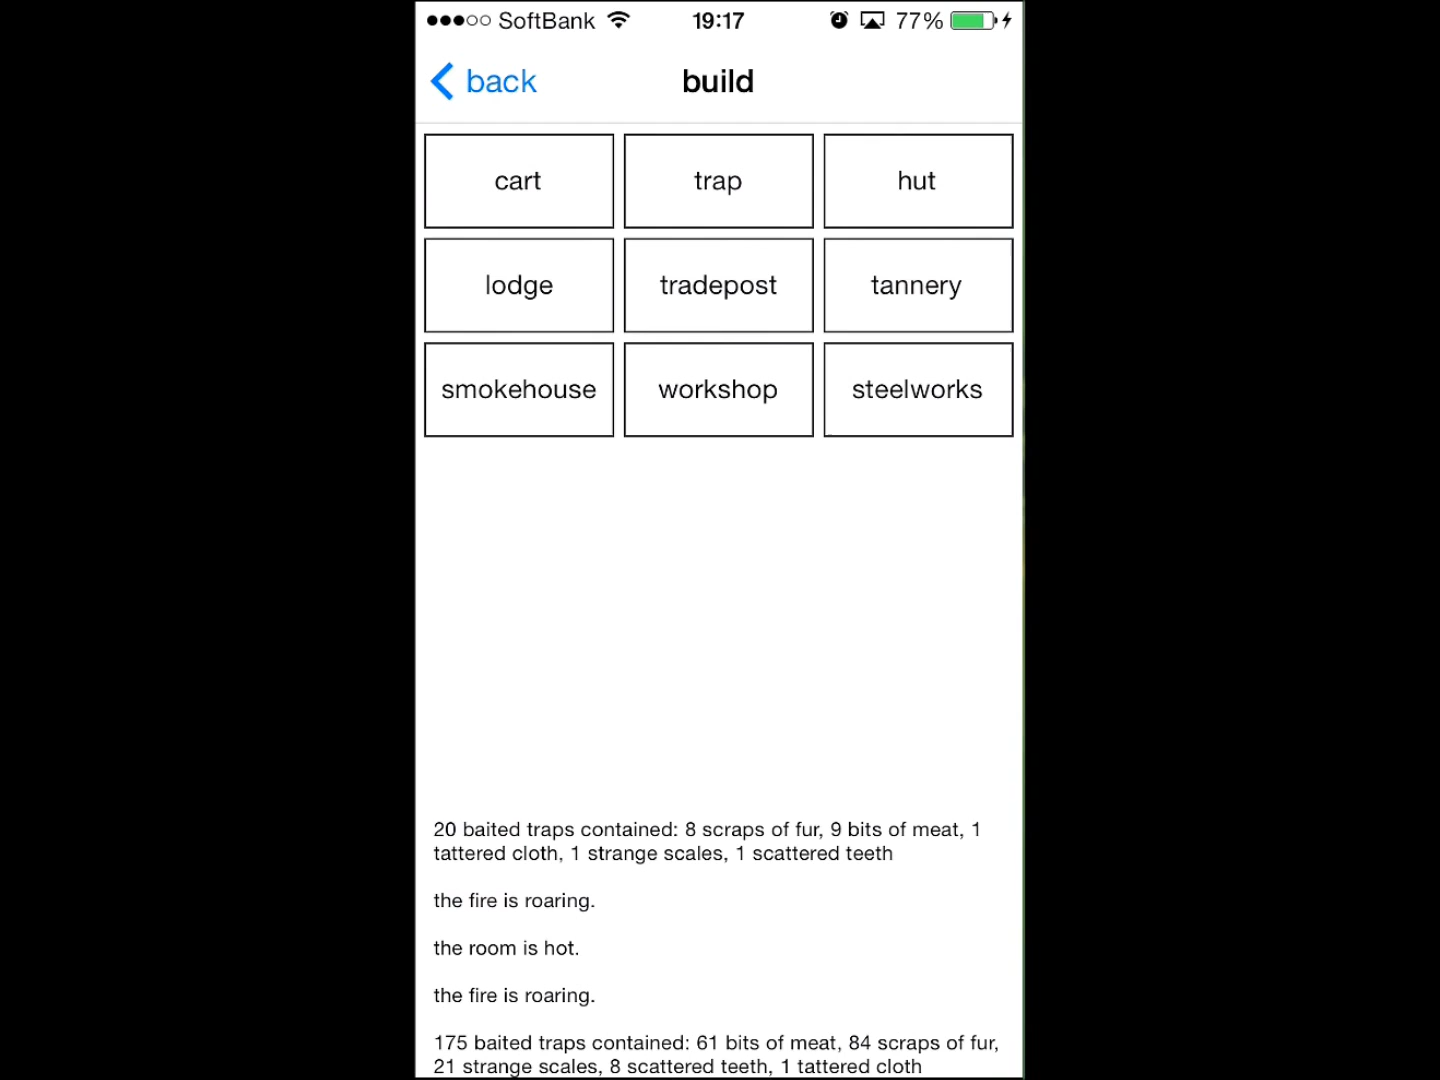 SoftBank 19:17 77%
back build
cart trap hut
lodge tradepost tannery
smokehouse workshop steelworks
20 baited traps contained: 8 scraps of fur, 9 bits of meat, 1
tattered cloth, 1 strange scales, 1 scattered teeth
the fire is roaring.
the room is hot.
the fire is roaring.
175 baited traps contained: 61 bits of meat, 84 scraps of fur,
21 strange scales, 8 scattered teeth, 1 tattered cloth